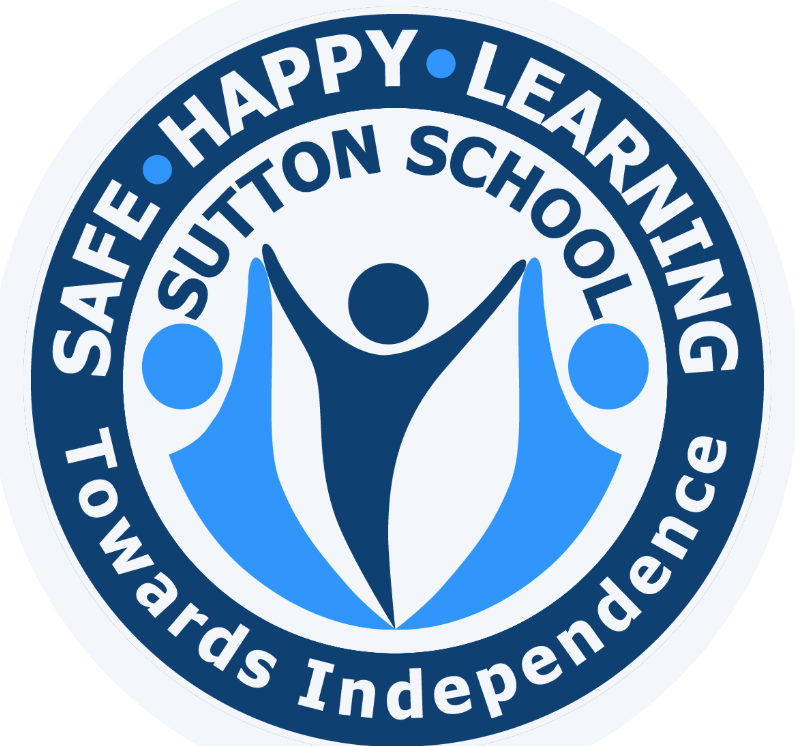 SAFE • HAPPY • LEARNING
SUTTON SCHOOL
Towards Independence